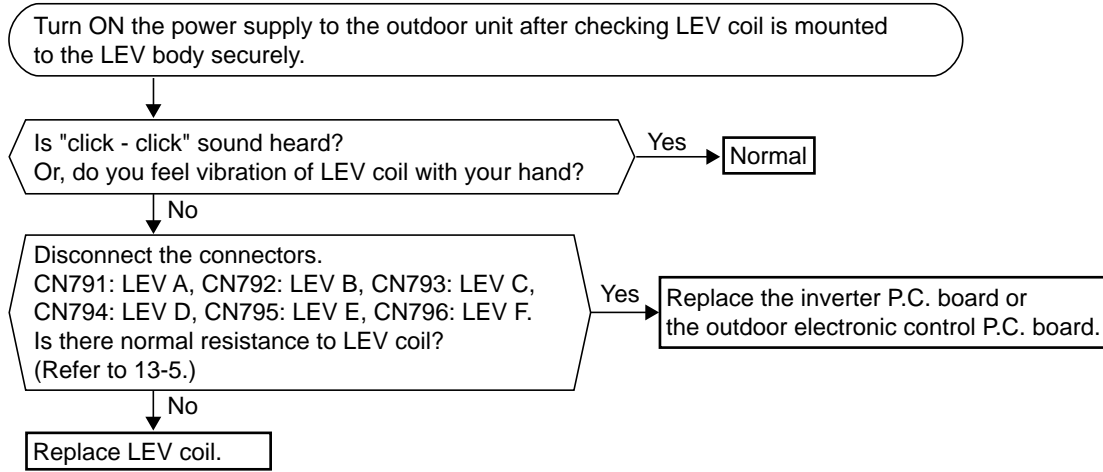 Turn ON the power supply to the outdoor unit after checking LEV coil is mounted
to the LEV body securely.
Is "click - click" sound heard?
Or, do you feel vibration of LEV coil with your hand?
Yes
Normal
No
Disconnect the connectors.
CN791: LEV A, CN792: LEV B, CN793: LEV C,
CN794: LEV D, CN795: LEV E, CN796: LEV F.
Is there normal resistance to LEV coil?
(Refer to 13-5.)
Yes
Replace the inverter P.C. board or
the outdoor electronic control P.C. board.
No
Replace LEV coil.